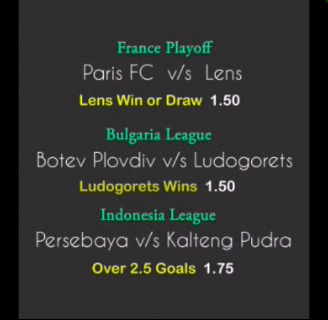 France Playoff
Paris FC v/s Lens
Lens Win or Draw 1.50
Bulgaria League
Botev Plovdiv v/s Ludogorets
Ludogorets Wins 1.50
Indonesia League
Persebaya v/s Kalteng Pudra
Over 2.5 Goals 1.75